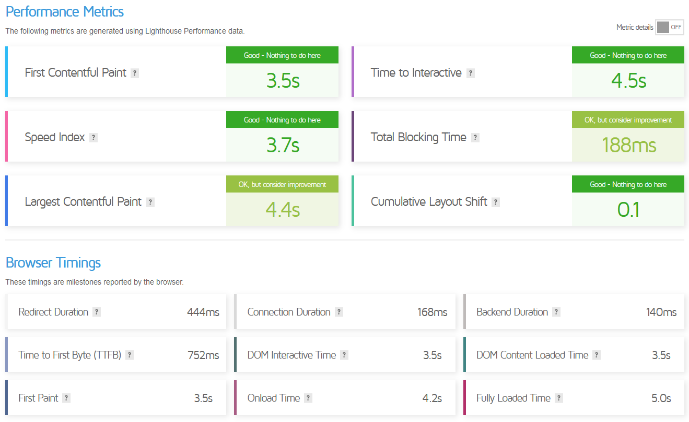 Performance Metrics
The following metrics are generated using Lighthouse Performance data.
Metric details OFF
First Contentful Paint ?
Good - Nothing to do here
3.5s
Time to Interactive ?
Good - Nothing to do here
4.5s
Speed Index ?
Good - Nothing to do here
3.7s
Total Blocking Time ?
OK, but consider improvement
188ms
Largest Contentful Paint ?
OK, but consider improvement
4.4s
Cumulative Layout Shift ?
Good - Nothing to do here
0.1
Browser Timings
These timings are milestones reported by the browser.
Redirect Duration ? 444ms
Connection Duration ? 168ms
Backend Duration ? 140ms
Time to First Byte (TTFB) ? 752ms
DOM Interactive Time ? 3.5s
DOM Content Loaded Time ? 3.5s
First Paint ? 3.5s
Onload Time ? 4.2s
Fully Loaded Time ? 5.0s